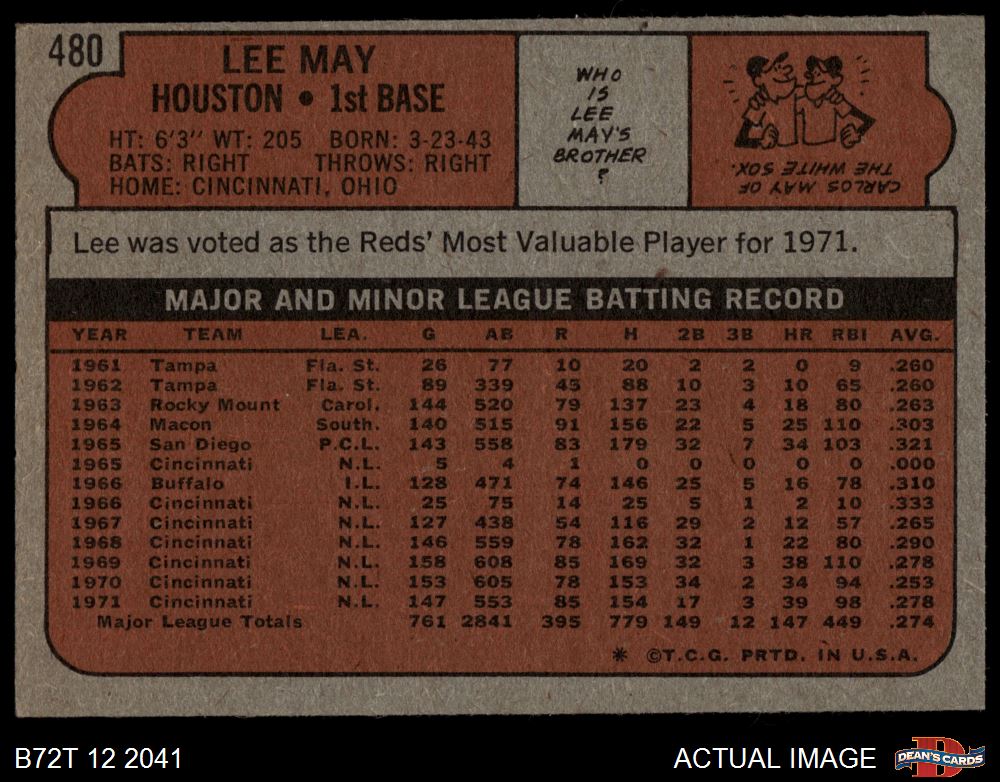 480
LEE MAY
HOUSTON • 1st BASE
HT: 6'3" WT: 205 BORN: 3-23-43
BATS: RIGHT THROWS: RIGHT
HOME: CINCINNATI, OHIO
WHO
IS
LEE
MAY'S
BROTHER
?
CARLOS MAY OF
THE WHITE SOX.
Lee was voted as the Reds' Most Valuable Player for 1971.
MAJOR AND MINOR LEAGUE BATTING RECORD
YEAR TEAM LEA. G AB R H 2B 3B HR RBI AVG.
1961 Tampa Fla. St. 26 77 10 20 2 2 0 9 .260
1962 Tampa Fla. St. 89 339 45 88 10 3 10 65 .260
1963 Rocky Mount Carol. 144 520 79 137 23 4 18 80 .263
1964 Macon South. 140 515 91 156 22 5 25 110 .303
1965 San Diego P.C.L. 143 558 83 179 32 7 34 103 .321
1965 Cincinnati N.L. 5 4 1 0 0 0 0 0 .000
1966 Buffalo I.L. 128 471 74 146 25 5 16 78 .310
1966 Cincinnati N.L. 25 75 14 25 5 1 2 10 .333
1967 Cincinnati N.L. 127 438 54 116 29 2 12 57 .265
1968 Cincinnati N.L. 146 559 78 162 32 1 22 80 .290
1969 Cincinnati N.L. 158 608 85 169 32 3 38 110 .278
1970 Cincinnati N.L. 153 605 78 153 34 2 34 94 .253
1971 Cincinnati N.L. 147 553 85 154 17 3 39 98 .278
Major League Totals 761 2841 395 779 149 12 147 449 .274
* ©T.C.G. PRTD. IN U.S.A.
B72T 12 2041
ACTUAL IMAGE
D
DEAN'S CARDS